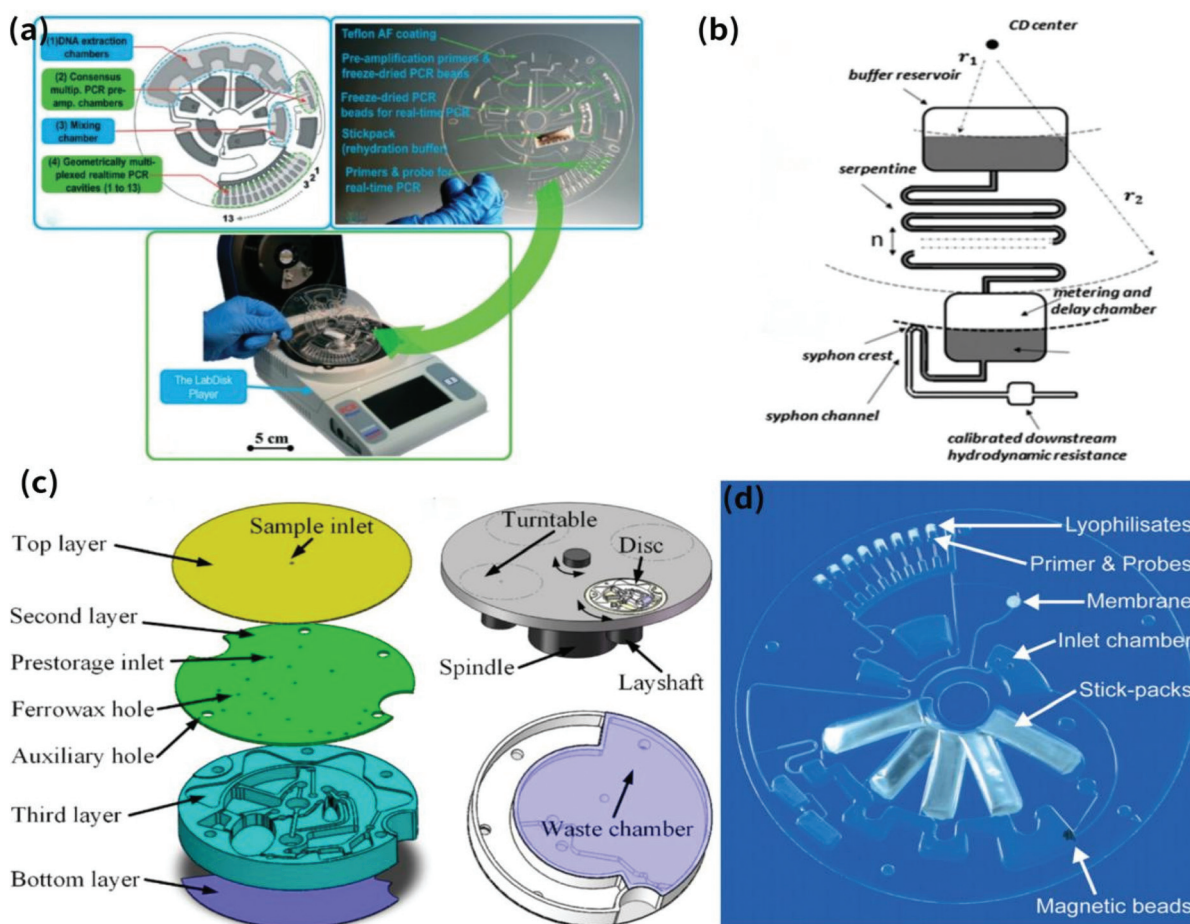 (a)
(1)DNA extraction
chambers
(2) Consensus
multip. PCR pre-
amp. chambers
(3) Mixing
chamber
(4) Geometrically multi-
plexed realtime PCR
cavities (1 to 13)
1
2
3
13
Teflon AF coating
Pre-amplification primers &
freeze-dried PCR beads
Freeze-dried PCR
beads for real-time PCR
Stickpack
(rehydration buffer)
Primers & probe for
real-time PCR
The LabDisk
Player
5 cm
(b)
CD center
r1
buffer reservoir
serpentine
r2
n
metering and
delay chamber
syphon crest
syphon channel
calibrated downstream
hydrodynamic resistance
(c)
Sample inlet
Top layer
Second layer
Prestorage inlet
Ferrowax hole
Auxiliary hole
Third layer
Bottom layer
Turntable
Disc
Spindle
Layshaft
Waste chamber
(d)
Lyophilisates
Primer & Probes
Membrane
Inlet chamber
Stick-packs
Magnetic beads